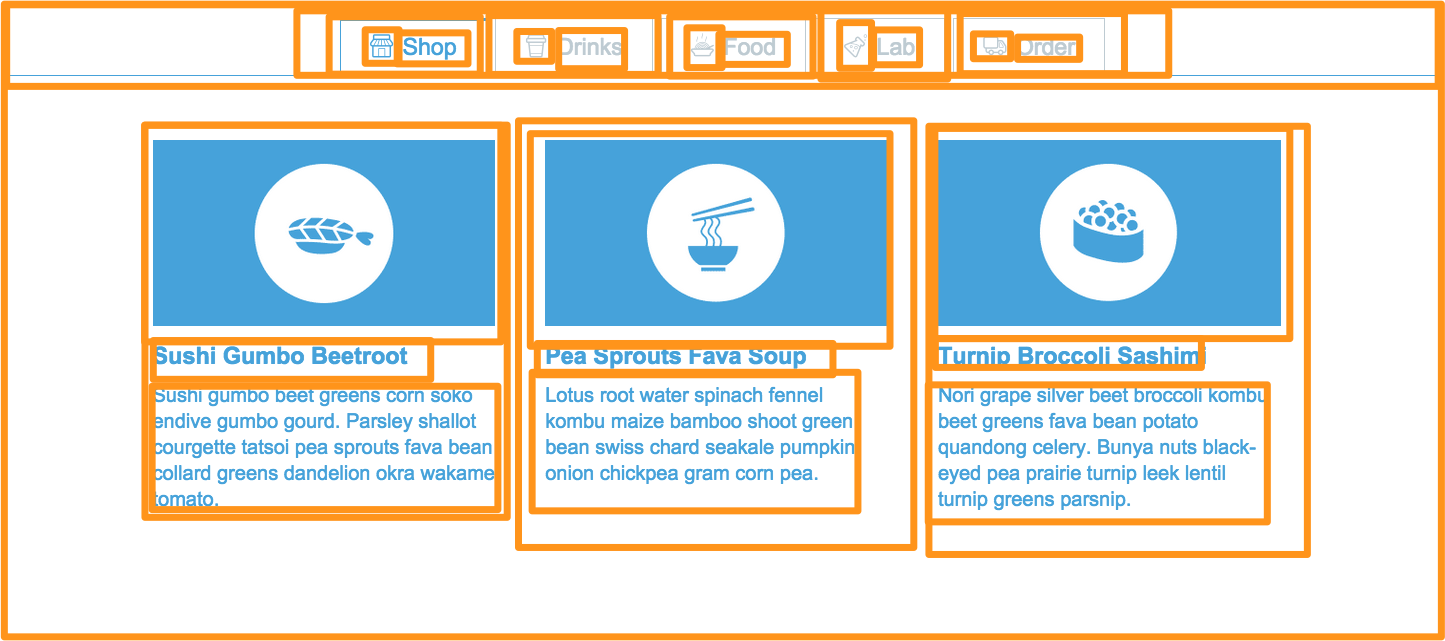 Shop Drinks Food Lab Order
Sushi Gumbo Beetroot
Sushi gumbo beet greens corn soko
endive gumbo gourd. Parsley shallot
courgette tatsoi pea sprouts fava bean
collard greens dandelion okra wakame
tomato.
Pea Sprouts Fava Soup
Lotus root water spinach fennel
kombu maize bamboo shoot green
bean swiss chard seakale pumpkin
onion chickpea gram corn pea.
Turnip Broccoli Sashimi
Nori grape silver beet broccoli kombu
beet greens fava bean potato
quandong celery. Bunya nuts black-
eyed pea prairie turnip leek lentil
turnip greens parsnip.